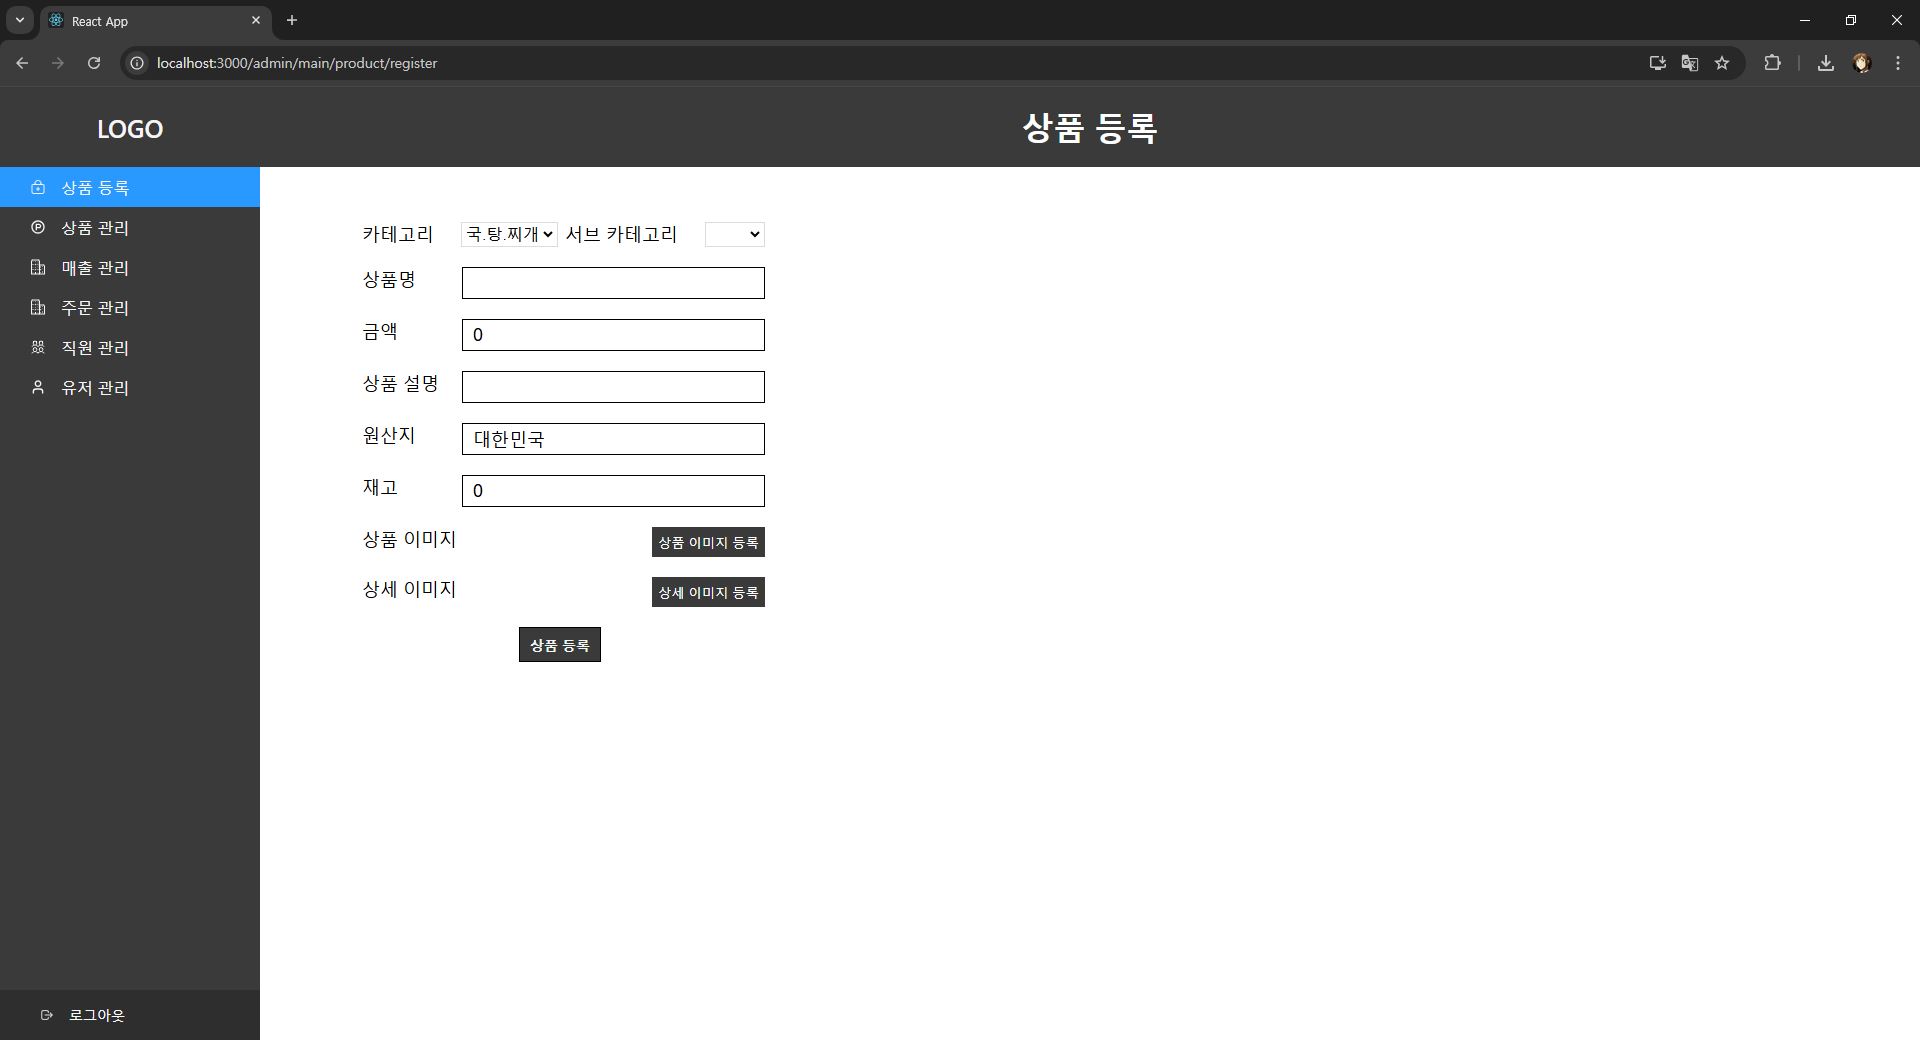 React App
localhost:3000/admin/main/product/register
LOGO
상품 등록
상품 등록
상품 관리
매출 관리
주문 관리
직원 관리
유저 관리
로그아웃
카테고리 국.탕.찌개 서브 카테고리
상품명
금액 0
상품 설명
원산지 대한민국
재고 0
상품 이미지 상품 이미지 등록
상세 이미지 상세 이미지 등록
상품 등록